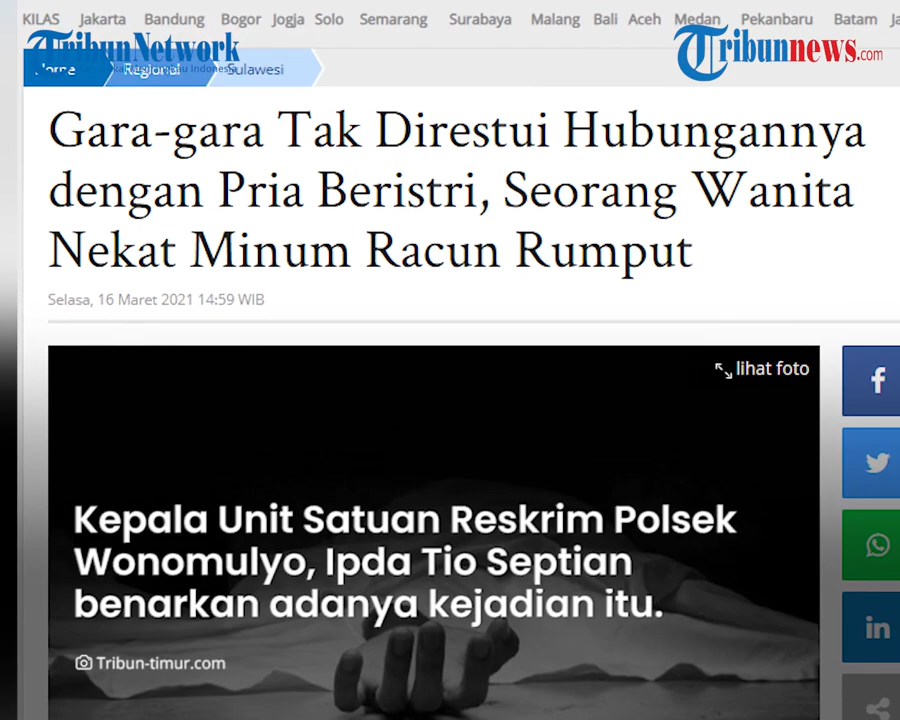 KILAS Jakarta Bandung Bogor Jogja Solo Semarang Surabaya Malang Bali Aceh Medan Pekanbaru Batam
TribunNetwork
Tribunnews.com
Home Regional Sulawesi
Gara-gara Tak Direstui Hubungannya
dengan Pria Beristri, Seorang Wanita
Nekat Minum Racun Rumput
Selasa, 16 Maret 2021 14:59 WIB
lihat foto
Kepala Unit Satuan Reskrim Polsek
Wonomulyo, Ipda Tio Septian
benarkan adanya kejadian itu.
Tribun-timur.com